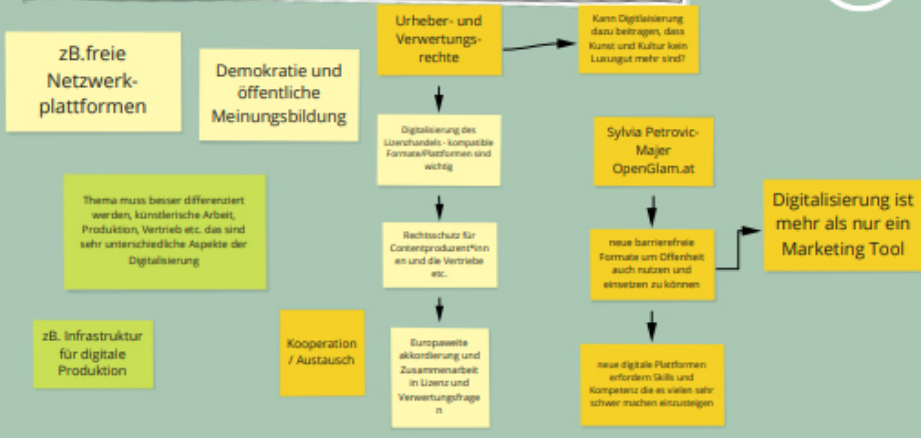 zB.freie
Netzwerk-
plattformen
Demokratie und
öffentliche
Meinungsbildung
Urheber- und
Verwertungs-
rechte
Kann Digitlaisierung
dazu beitragen, dass
Kunst und Kultur kein
Luxusgut mehr sind?
Digitalisierung des
Lizenzhandels - kompatible
Formate/Plattformen sind
wichtig
Sylvia Petrovic-
Majer
OpenGlam.at
Thema muss besser differenziert
werden, künstlerische Arbeit,
Produktion, Vertrieb etc. das sind
sehr unterschiedliche Aspekte der
Digitalisierung
Rechtsschutz für
Contentproduzent*inn
en und die Vertriebe
etc.
neue barrierefreie
Formate um Offenheit
auch nutzen und
einsetzen zu können
Digitalisierung ist
mehr als nur ein
Marketing Tool
zB. Infrastruktur
für digitale
Produktion
Kooperation
/ Austausch
Europaweite
akkordierung und
Zusammenarbeit
in Lizenz und
Verwertungsfrage
n
neue digitale Plattformen
erfordern Skills und
Kompetenz die es vielen sehr
schwer machen einzusteigen